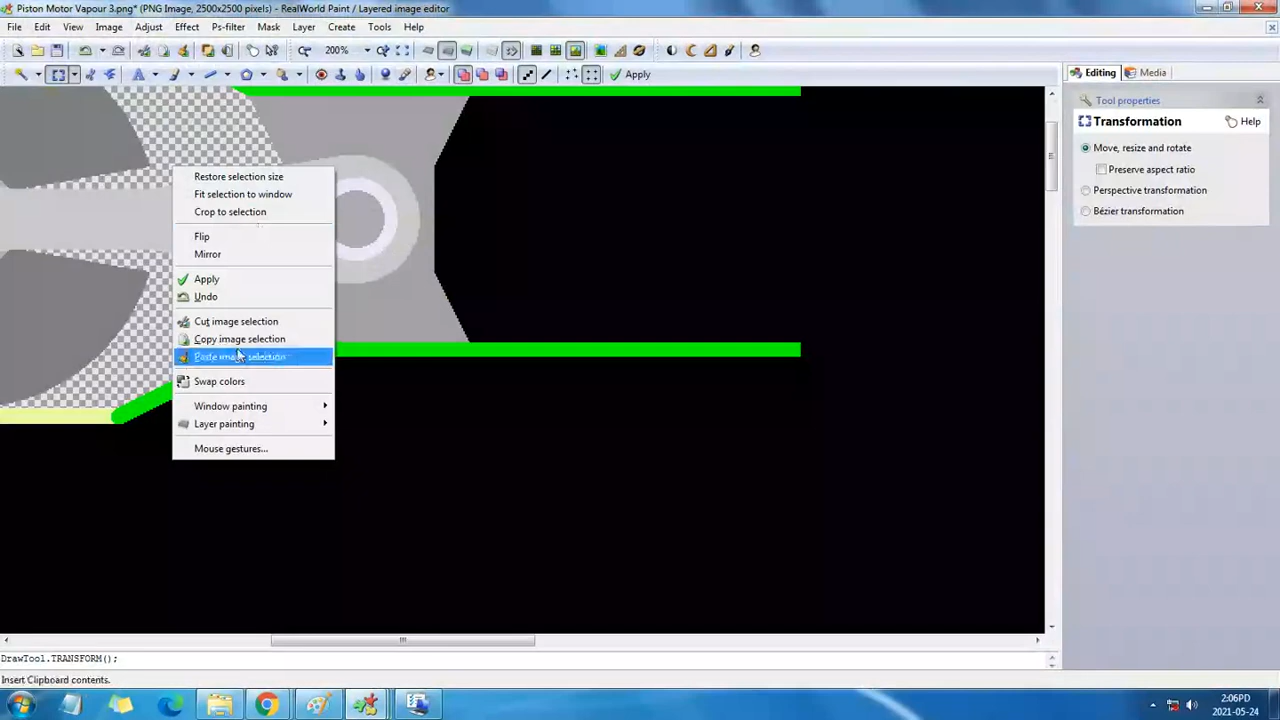 Piston Motor Vapour 3.png* (PNG Image, 2500x2500 pixels) - RealWorld Paint / Layered image editor
File Edit View Image Adjust Effect Ps-filter Mask Layer Create Tools Help
200%
Apply
Editing Media
Tool properties
Transformation Help
Move, resize and rotate
Preserve aspect ratio
Perspective transformation
Bézier transformation
Restore selection size
Fit selection to window
Crop to selection
Flip
Mirror
Apply
Undo
Cut image selection
Copy image selection
Paste image selection
Swap colors
Window painting
Layer painting
Mouse gestures...
DrawTool.TRANSFORM();
Insert Clipboard contents.
2:06PD
2021-05-24